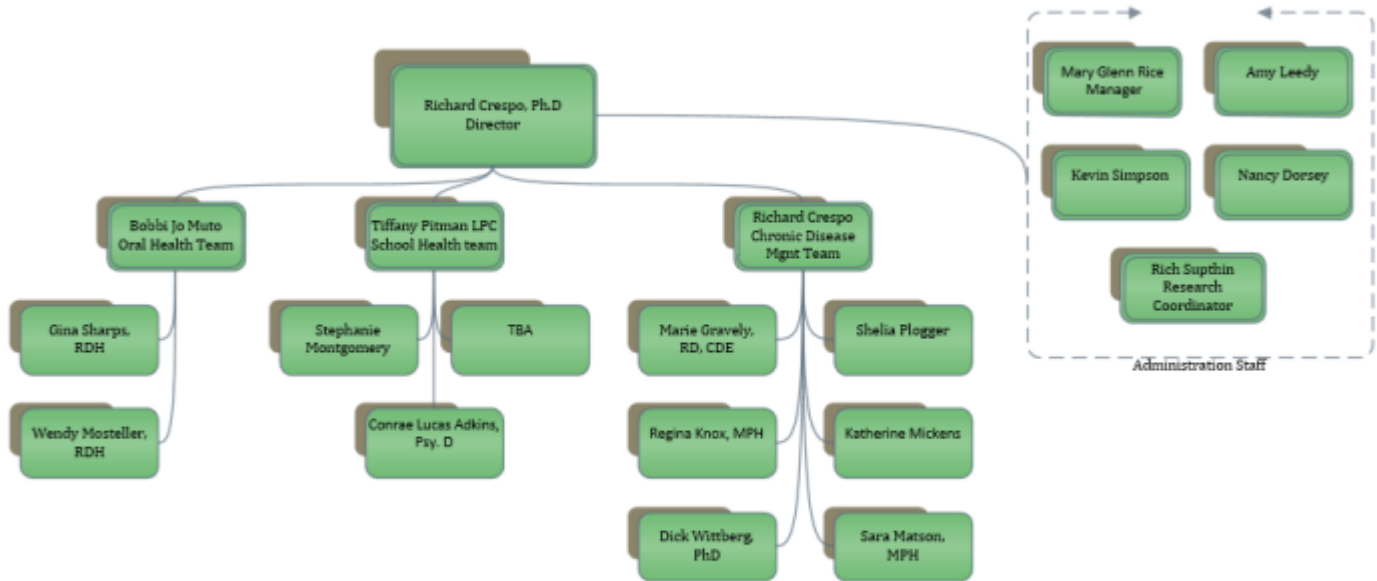 Richard Crespo, Ph.D
Director
Mary Glenn Rice
Manager
Amy Leedy
Kevin Simpson
Nancy Dorsey
Rich Supthin
Research
Coordinator
Administration Staff
Bobbi Jo Muto
Oral Health Team
Tiffany Pitman LPC
School Health team
Richard Crespo
Chronic Disease
Mgnt Team
Gina Sharps,
RDH
Wendy Mosteller,
RDH
Stephanie
Montgomery
TBA
Conrae Lucas Adkins,
Psy. D
Marie Gravely,
RD, CDE
Shelia Plogger
Regina Knox, MPH
Katherine Mickens
Dick Wittberg,
PhD
Sara Matson,
MPH